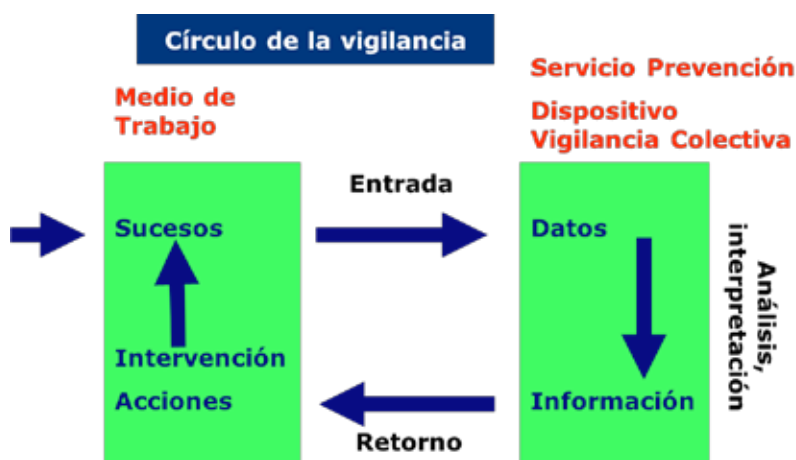 Círculo de la vigilancia
Medio de
Trabajo
Servicio Prevención
Dispositivo
Vigilancia Colectiva
Entrada
Sucesos
Datos
Análisis,
interpretación
Intervención
Acciones
Información
Retorno